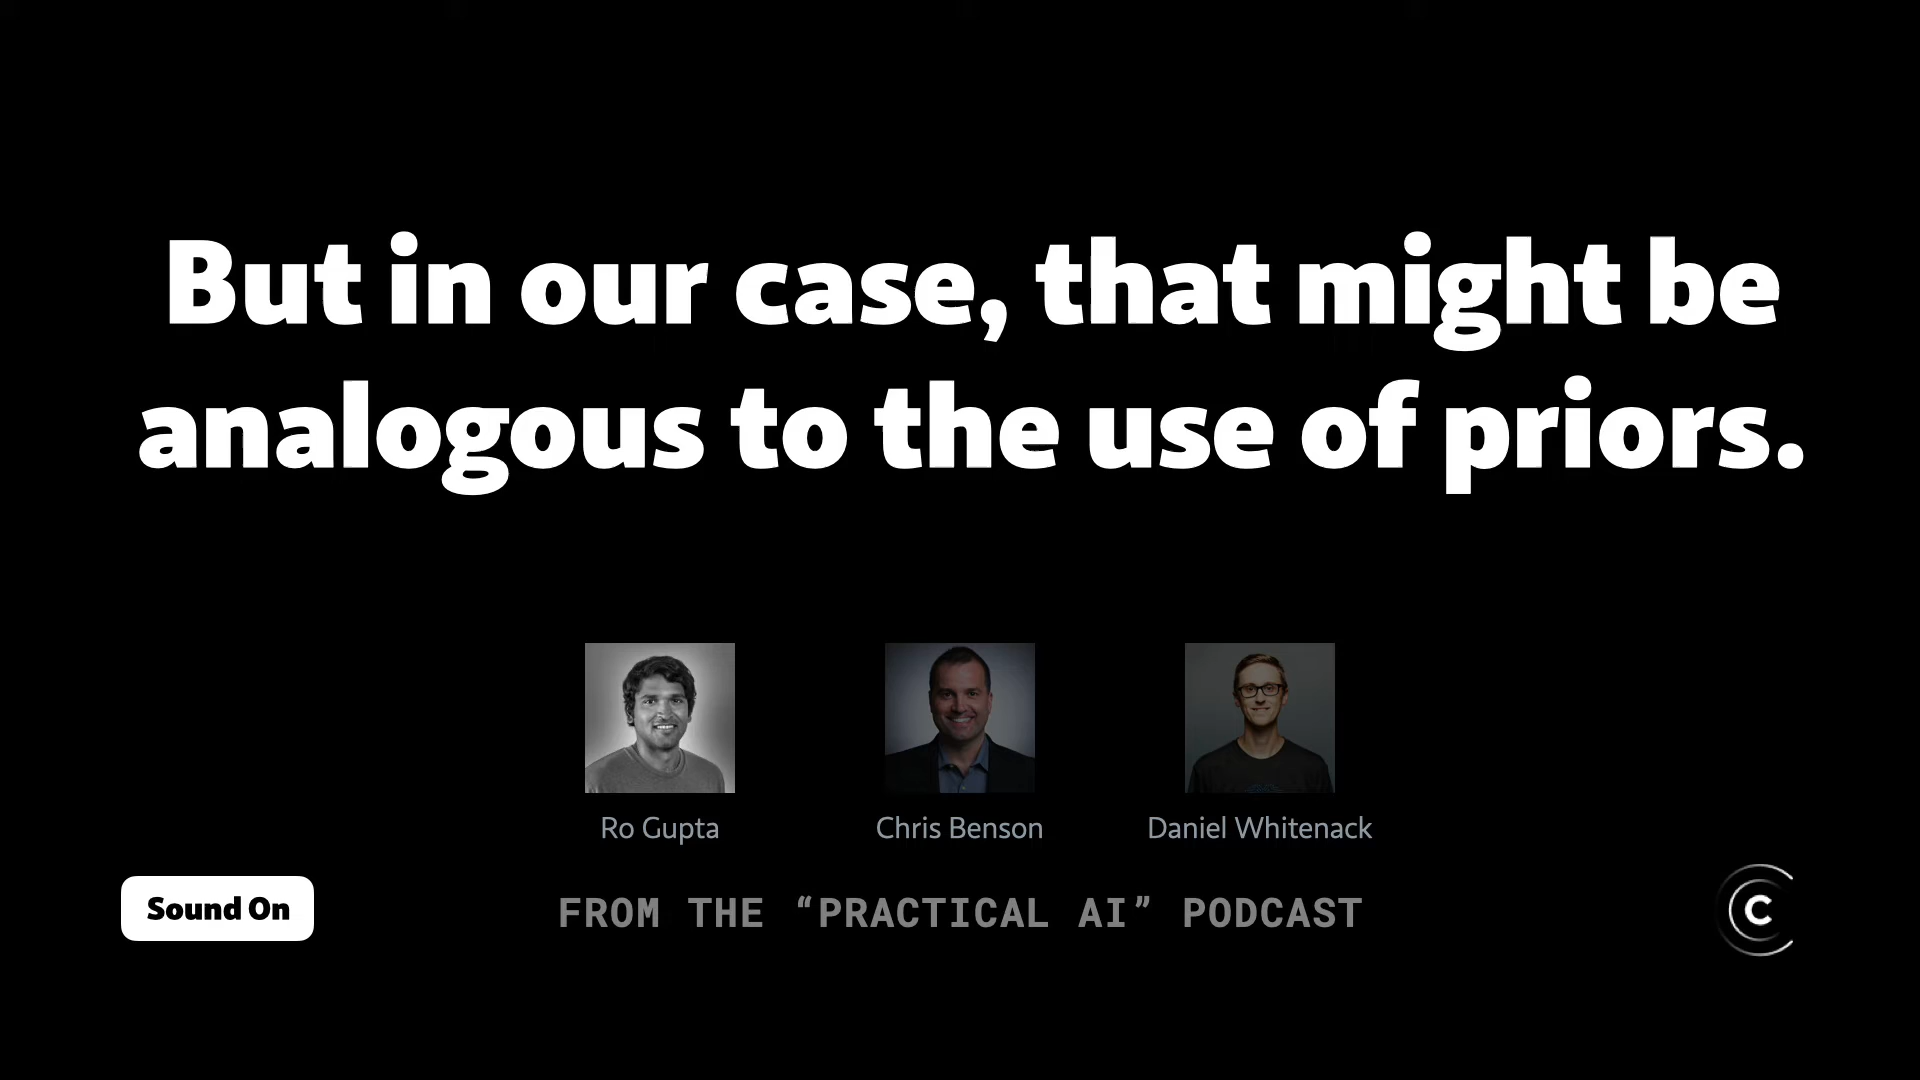 But in our case, that might be
analogous to the use of priors.
Ro Gupta
Chris Benson
Daniel Whitenack
Sound On
FROM THE “PRACTICAL AI” PODCAST
C